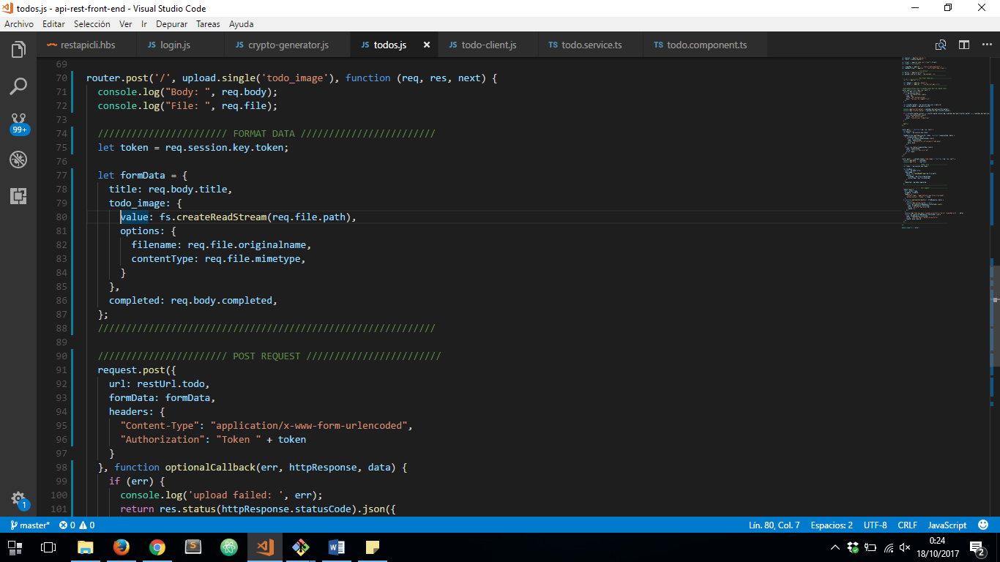 todos.js - api-rest-front-end - Visual Studio Code
Archivo Editar Selección Ver Ir Depurar Tareas Ayuda
restapicli.hbs JS login.js JS crypto-generator.js JS todos.js JS todo-client.js TS todo.service.ts TS todo.component.ts
69
70 router.post('/', upload.single('todo_image'), function (req, res, next) {
71 console.log("Body: ", req.body);
72 console.log("File: ", req.file);
73
74 /////////////////////// FORMAT DATA ////////////////////////
75 let token = req.session.key.token;
76
77 let formData = {
78 title: req.body.title,
79 todo_image: {
80 value: fs.createReadStream(req.file.path),
81 options: {
82 filename: req.file.originalname,
83 contentType: req.file.mimetype,
84 }
85 },
86 completed: req.body.completed,
87 };
88 ////////////////////////////////////////////////////////////
89
90 /////////////////////// POST REQUEST ////////////////////////
91 request.post({
92 url: restUrl.todo,
93 formData: formData,
94 headers: {
95 "Content-Type": "application/x-www-form-urlencoded",
96 "Authorization": "Token " + token
97 }
98 }, function optionalCallback(err, httpResponse, data) {
99 if (err) {
100 console.log('upload failed: ', err);
101 return res.status(httpResponse.statusCode).json({
99+
1
master* 0 0 Lín. 80, Col. 7 Espacios: 2 UTF-8 CRLF JavaScript
0:24
18/10/2017
2